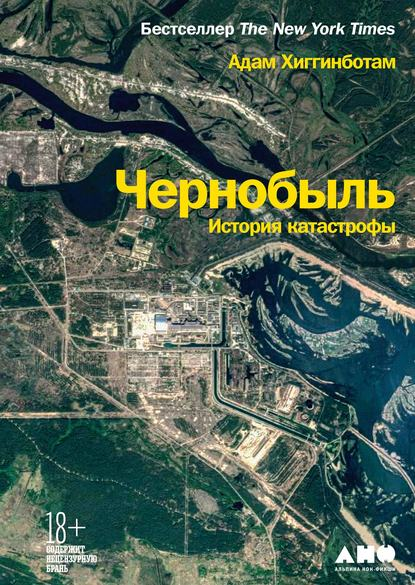 Бестселлер The New York Times
Адам Хиггинботам
Чернобыль
История катастрофы
18+
СОДЕРЖИТ
НЕЦЕНЗУРНУЮ
БРАНЬ
АНФ
АЛЬПИНА НОН-ФИКШН